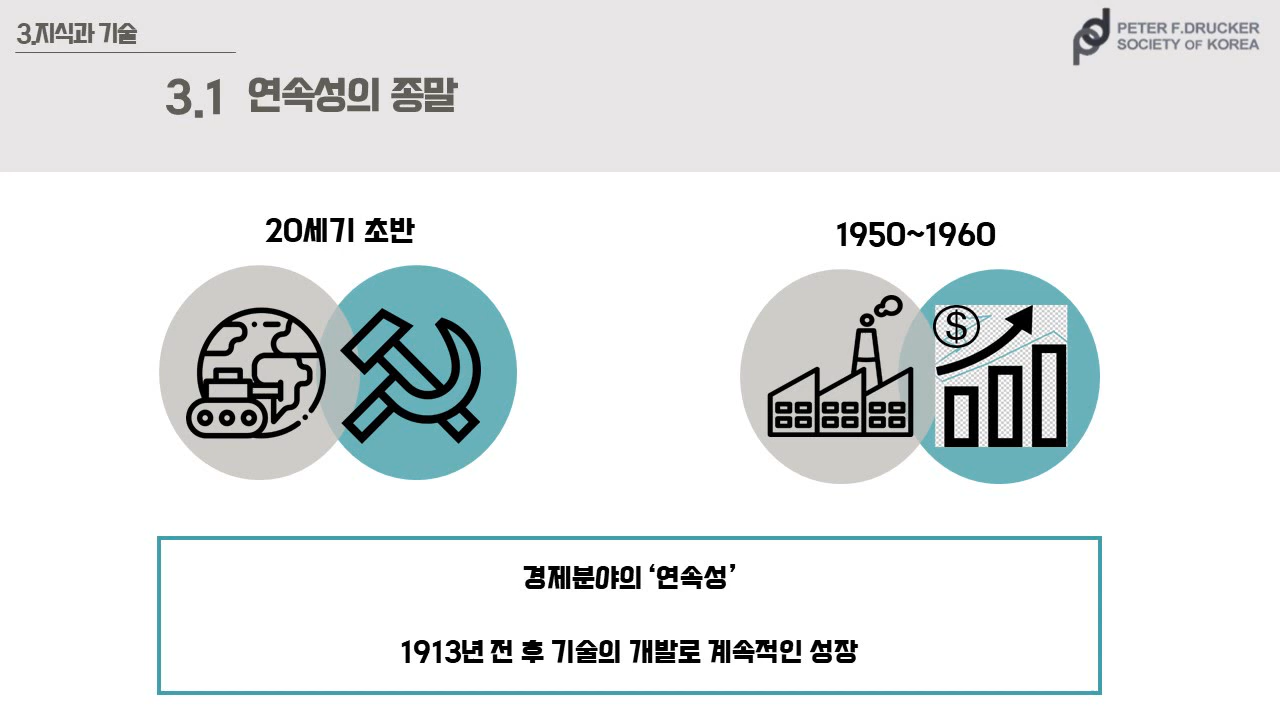 3.지식과 기술
PETER F.DRUCKER
SOCIETY OF KOREA
3.1 연속성의 종말
20세기 초반
1950~1960
$
경제분야의 ‘연속성’
1913년 전 후 기술의 개발로 계속적인 성장